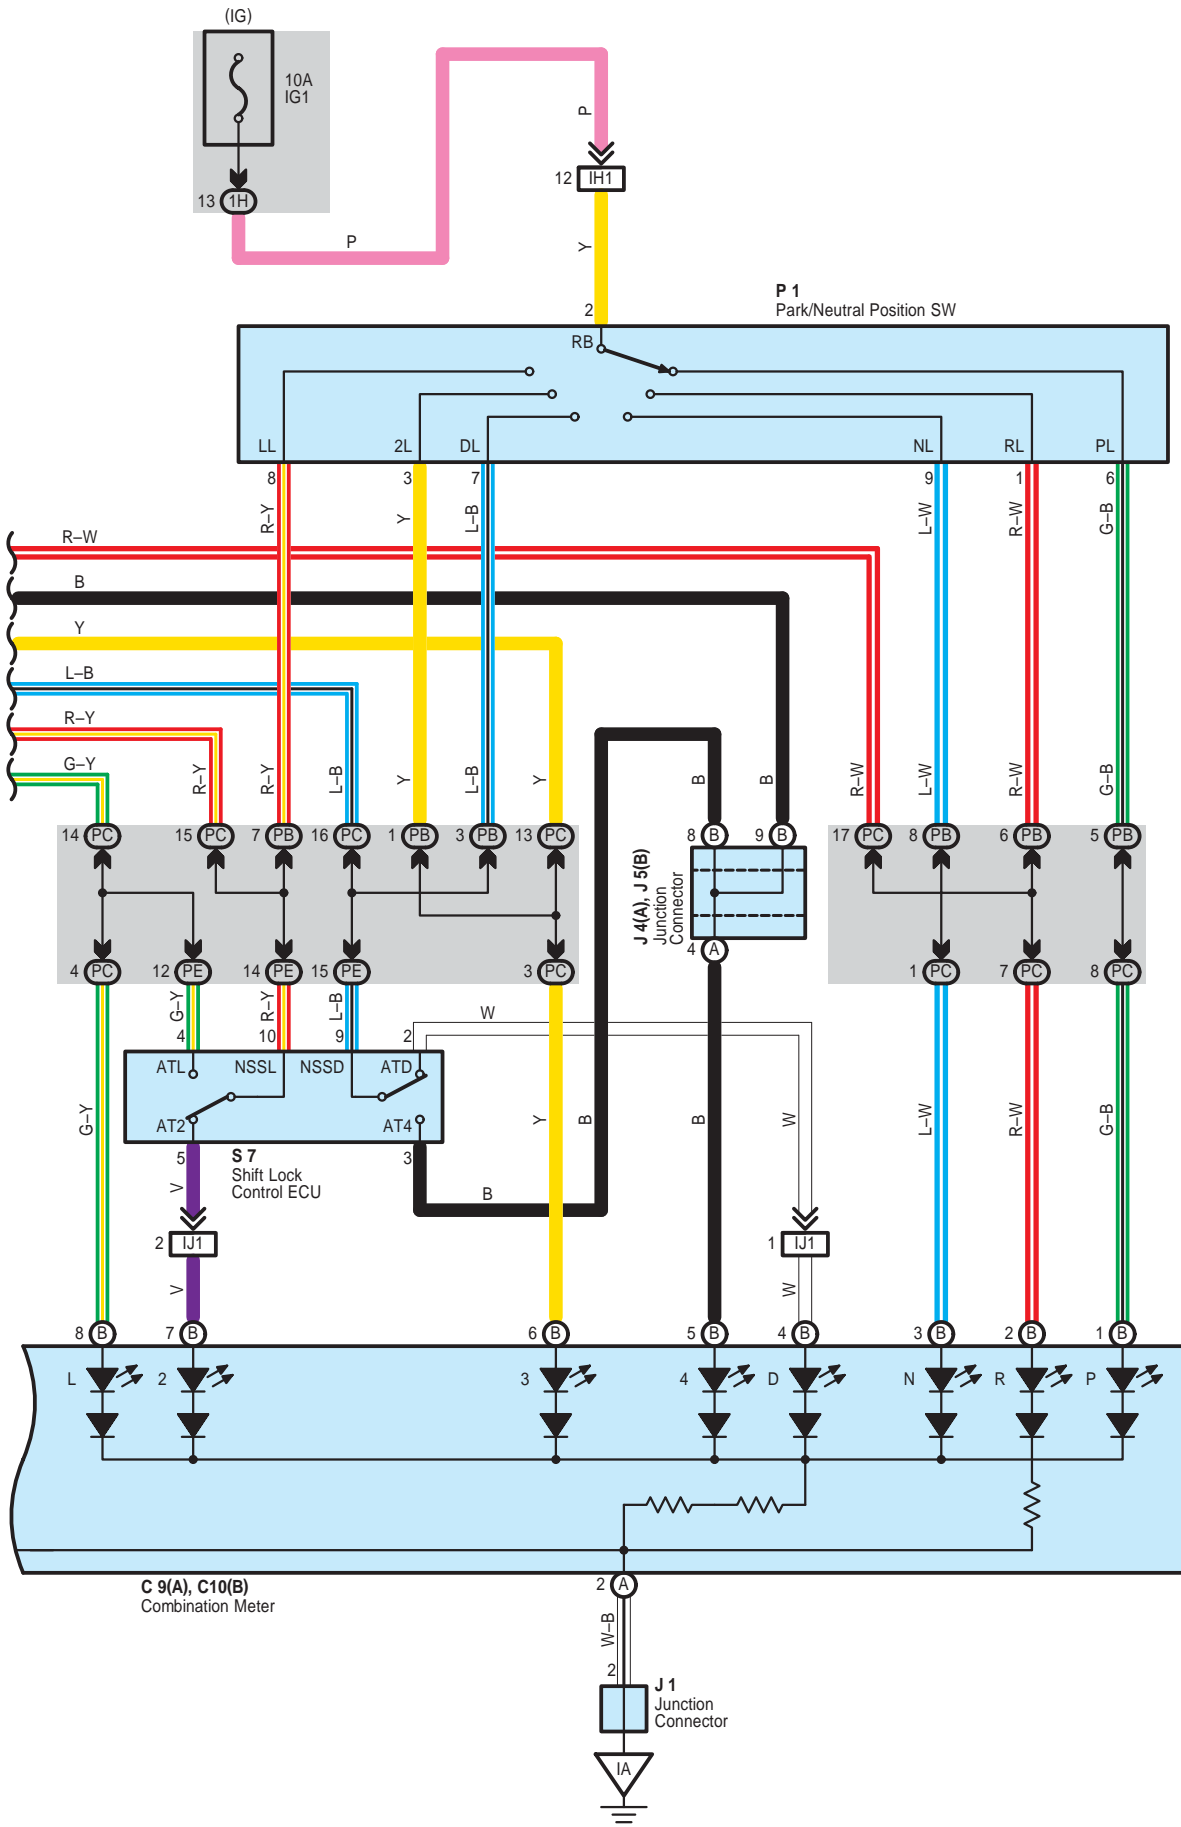 (IG)
10A
IG1
13 1H
P
P
12 IH1
Y
P 1
Park/Neutral Position SW
2
RB
LL 2L DL NL RL PL
8 3 7 9 1 6
R–Y Y L–B L–W R–W G–B
R–W
B
Y
L–B
R–Y
G–Y
R–Y R–Y L–B Y L–B Y B B R–W L–W R–W G–B
14 PC 15 PC 7 PB 16 PC 1 PB 3 PB 13 PC 8 B 9 B 17 PC 8 PB 6 PB 5 PB
J 4(A), J 5(B)
Junction
Connector
4 A
4 PC 12 PE 14 PE 15 PE 3 PC 1 PC 7 PC 8 PC
G–Y R–Y L–B W
4 10 9 2
ATL NSSL NSSD ATD
AT2 AT4
G–Y Y B B W L–W R–W G–B
5 3
S 7
Shift Lock
Control ECU
V
B
2 IJ1
1 IJ1
V W
8 B 7 B 6 B 5 B 4 B 3 B 2 B 1 B
L 2 3 4 D N R P
C 9(A), C10(B)
Combination Meter
2 A
W–B
2
J 1
Junction
Connector
IA